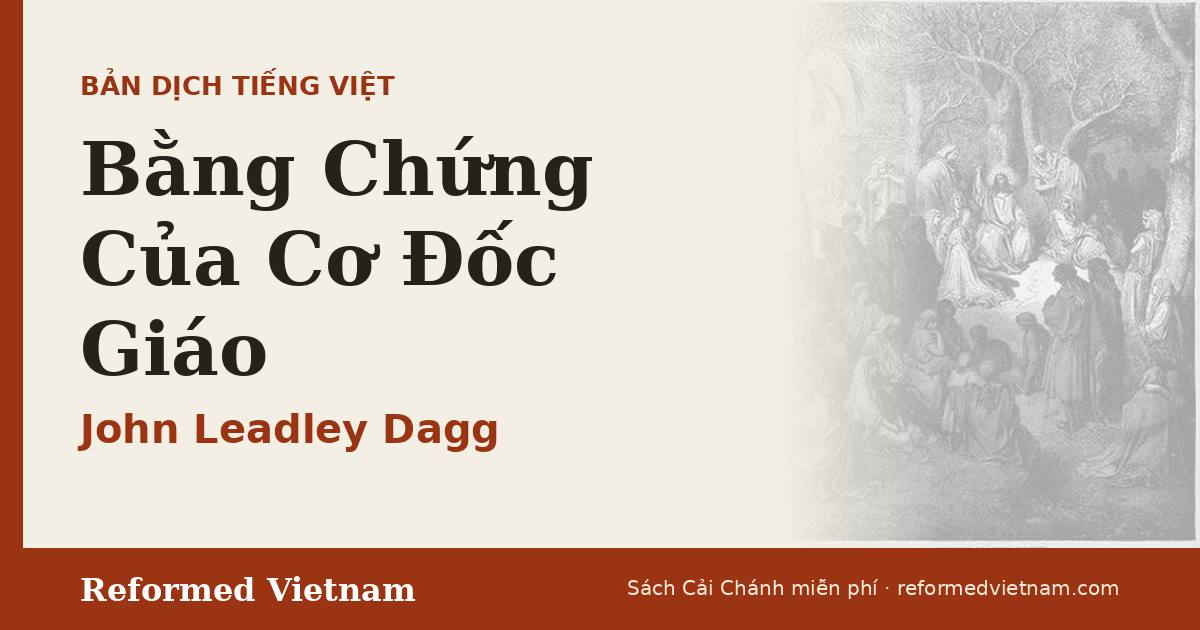 BẢN DỊCH TIẾNG VIỆT
Bằng Chứng
Của Cơ Đốc
Giáo
John Leadley Dagg
Reformed Vietnam
Sách Cải Chánh miễn phí · reformedvietnam.com